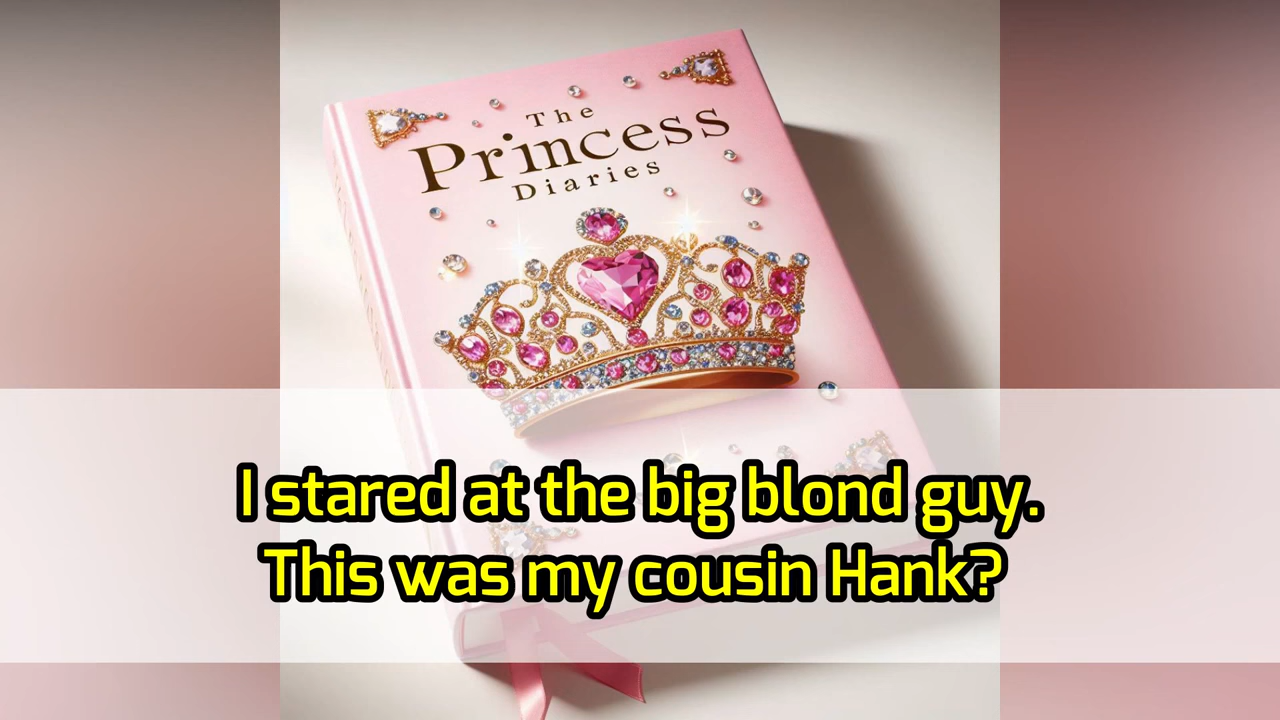 The
Princess
Diaries
I stared at the big blond guy.
This was my cousin Hank?